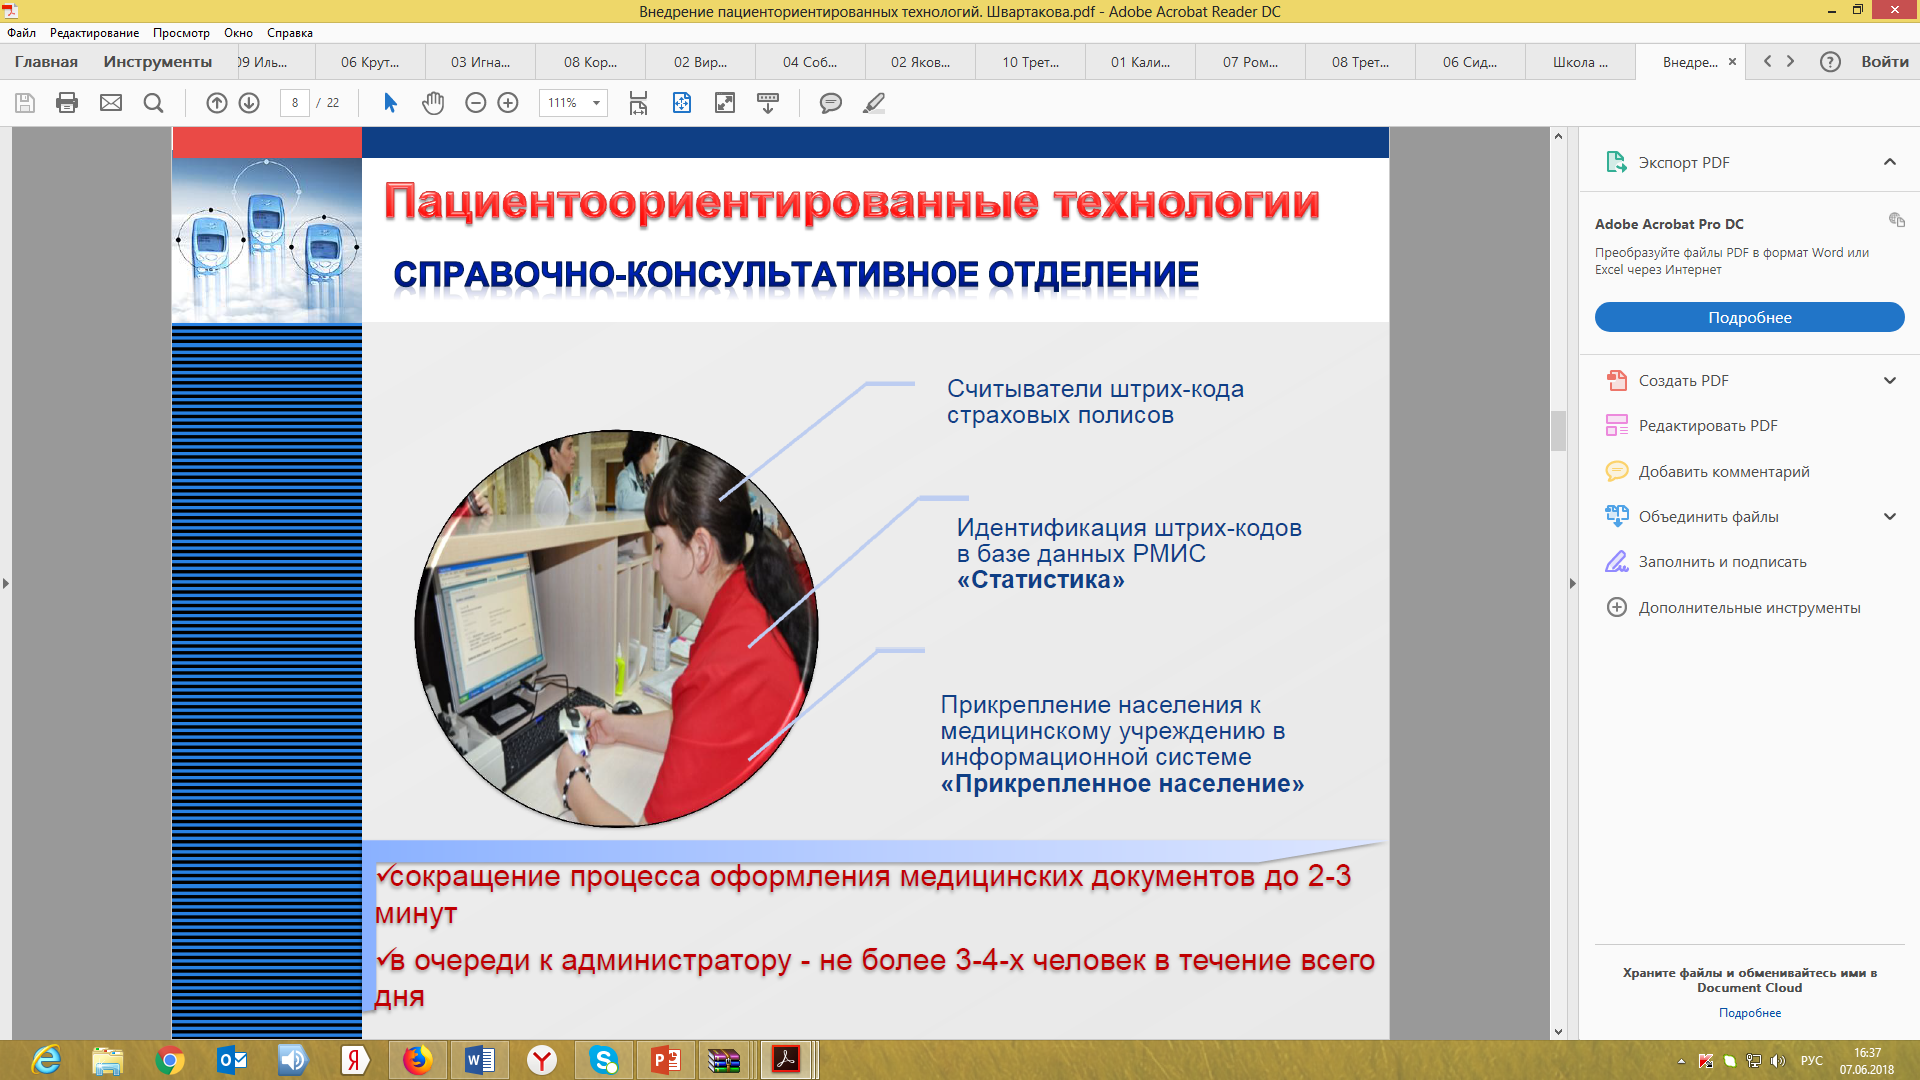 Внедрение пациенториентированных технологий. Швартакова.pdf - Adobe Acrobat Reader DC
Файл Редактирование Просмотр Окно Справка
Главная Инструменты 09 Иль... 06 Крут... 03 Игна... 08 Кор... 02 Вир... 04 Соб... 02 Яков... 10 Трет... 01 Кали... 07 Ром... 08 Трет... 06 Сид... Школа ... Внедре... Войти
8 / 22 111%
Пациентоориентированные технологии
СПРАВОЧНО-КОНСУЛЬТАТИВНОЕ ОТДЕЛЕНИЕ
Считыватели штрих-кода
страховых полисов
Идентификация штрих-кодов
в базе данных РМИС
«Статистика»
Прикрепление населения к
медицинскому учреждению в
информационной системе
«Прикрепленное население»
✓сокращение процесса оформления медицинских документов до 2-3
минут
✓в очереди к администратору - не более 3-4-х человек в течение всего
дня
Экспорт PDF
Adobe Acrobat Pro DC
Преобразуйте файлы PDF в формат Word или
Excel через Интернет
Подробнее
Создать PDF
Редактировать PDF
Добавить комментарий
Объединить файлы
Заполнить и подписать
Дополнительные инструменты
Храните файлы и обменивайтесь ими в
Document Cloud
Подробнее
РУС
16:37
07.06.2018